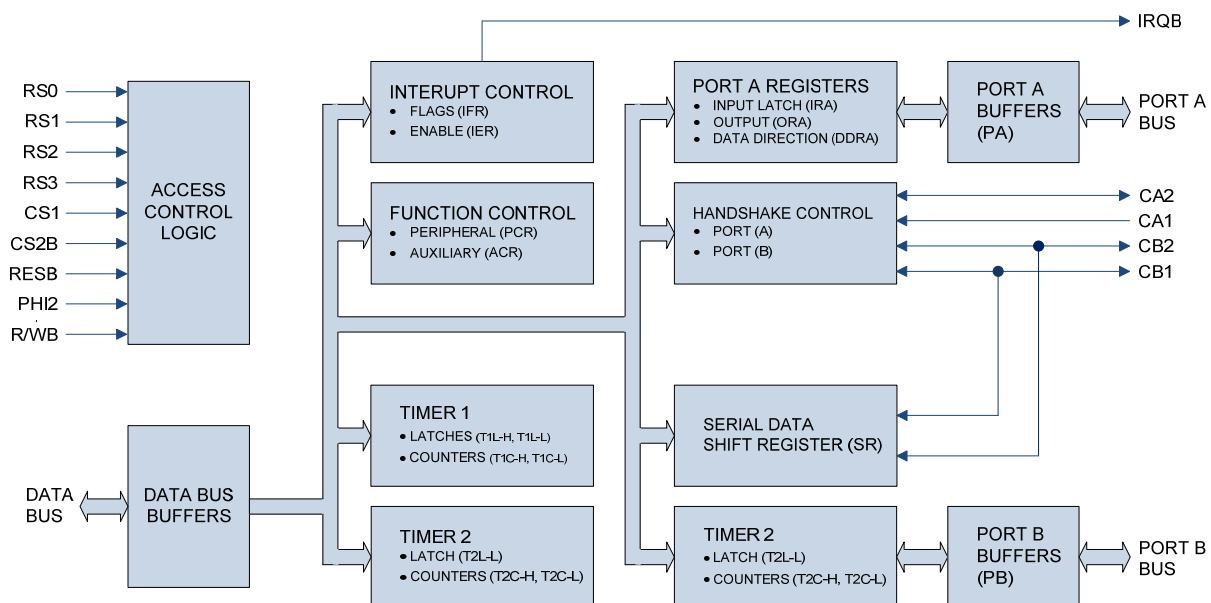 IRQB
RS0
RS1
RS2
RS3
CS1
CS2B
RESB
PHI2
R/WB
ACCESS
CONTROL
LOGIC
DATA
BUS
DATA BUS
BUFFERS
INTERUPT CONTROL
• FLAGS (IFR)
• ENABLE (IER)
FUNCTION CONTROL
• PERIPHERAL (PCR)
• AUXILIARY (ACR)
TIMER 1
• LATCHES (T1L-H, T1L-L)
• COUNTERS (T1C-H, T1C-L)
TIMER 2
• LATCH (T2L-L)
• COUNTERS (T2C-H, T2C-L)
PORT A REGISTERS
• INPUT LATCH (IRA)
• OUTPUT (ORA)
• DATA DIRECTION (DDRA)
HANDSHAKE CONTROL
• PORT (A)
• PORT (B)
SERIAL DATA
SHIFT REGISTER (SR)
TIMER 2
• LATCH (T2L-L)
• COUNTERS (T2C-H, T2C-L)
PORT A
BUFFERS
(PA)
PORT A
BUS
CA2
CA1
CB2
CB1
PORT B
BUFFERS
(PB)
PORT B
BUS